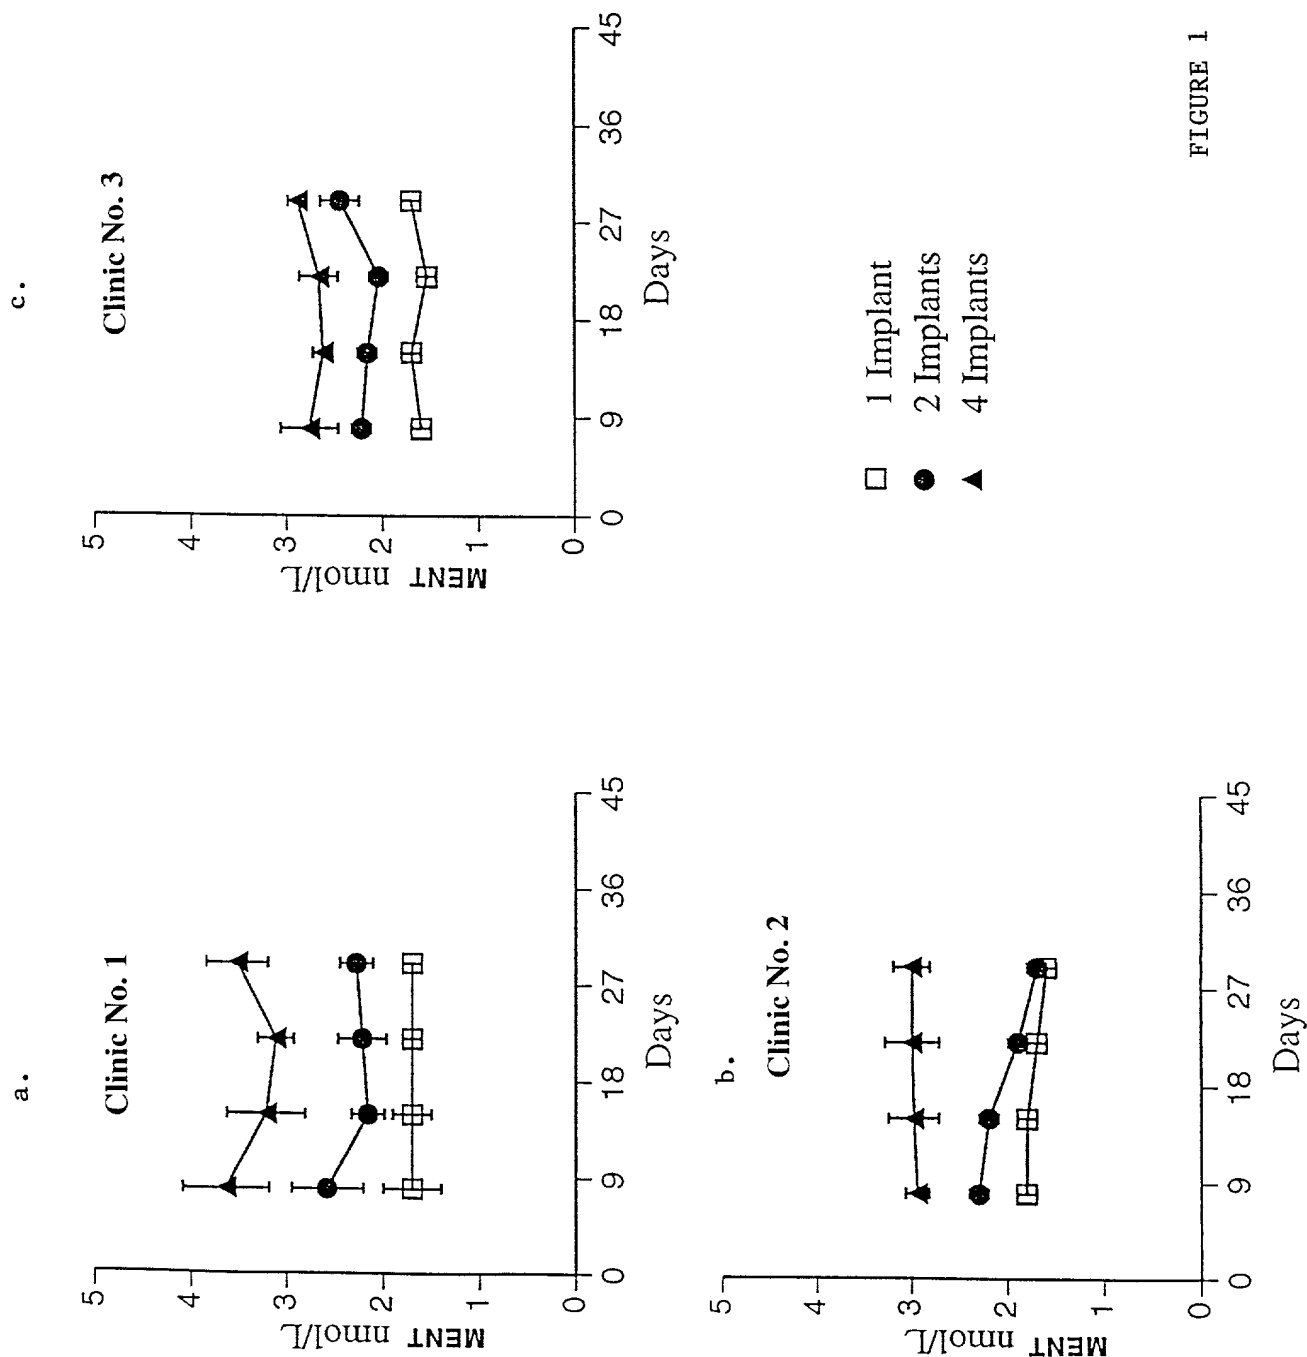 a.
Clinic No. 1
5
4
3
2
1
0
MENT nmol/L
0 9 18 27 36 45
Days
b.
Clinic No. 2
5
4
3
2
1
0
MENT nmol/L
0 9 18 27 36 45
Days
c.
Clinic No. 3
5
4
3
2
1
0
MENT nmol/L
0 9 18 27 36 45
Days
1 Implant
2 Implants
4 Implants
FIGURE 1